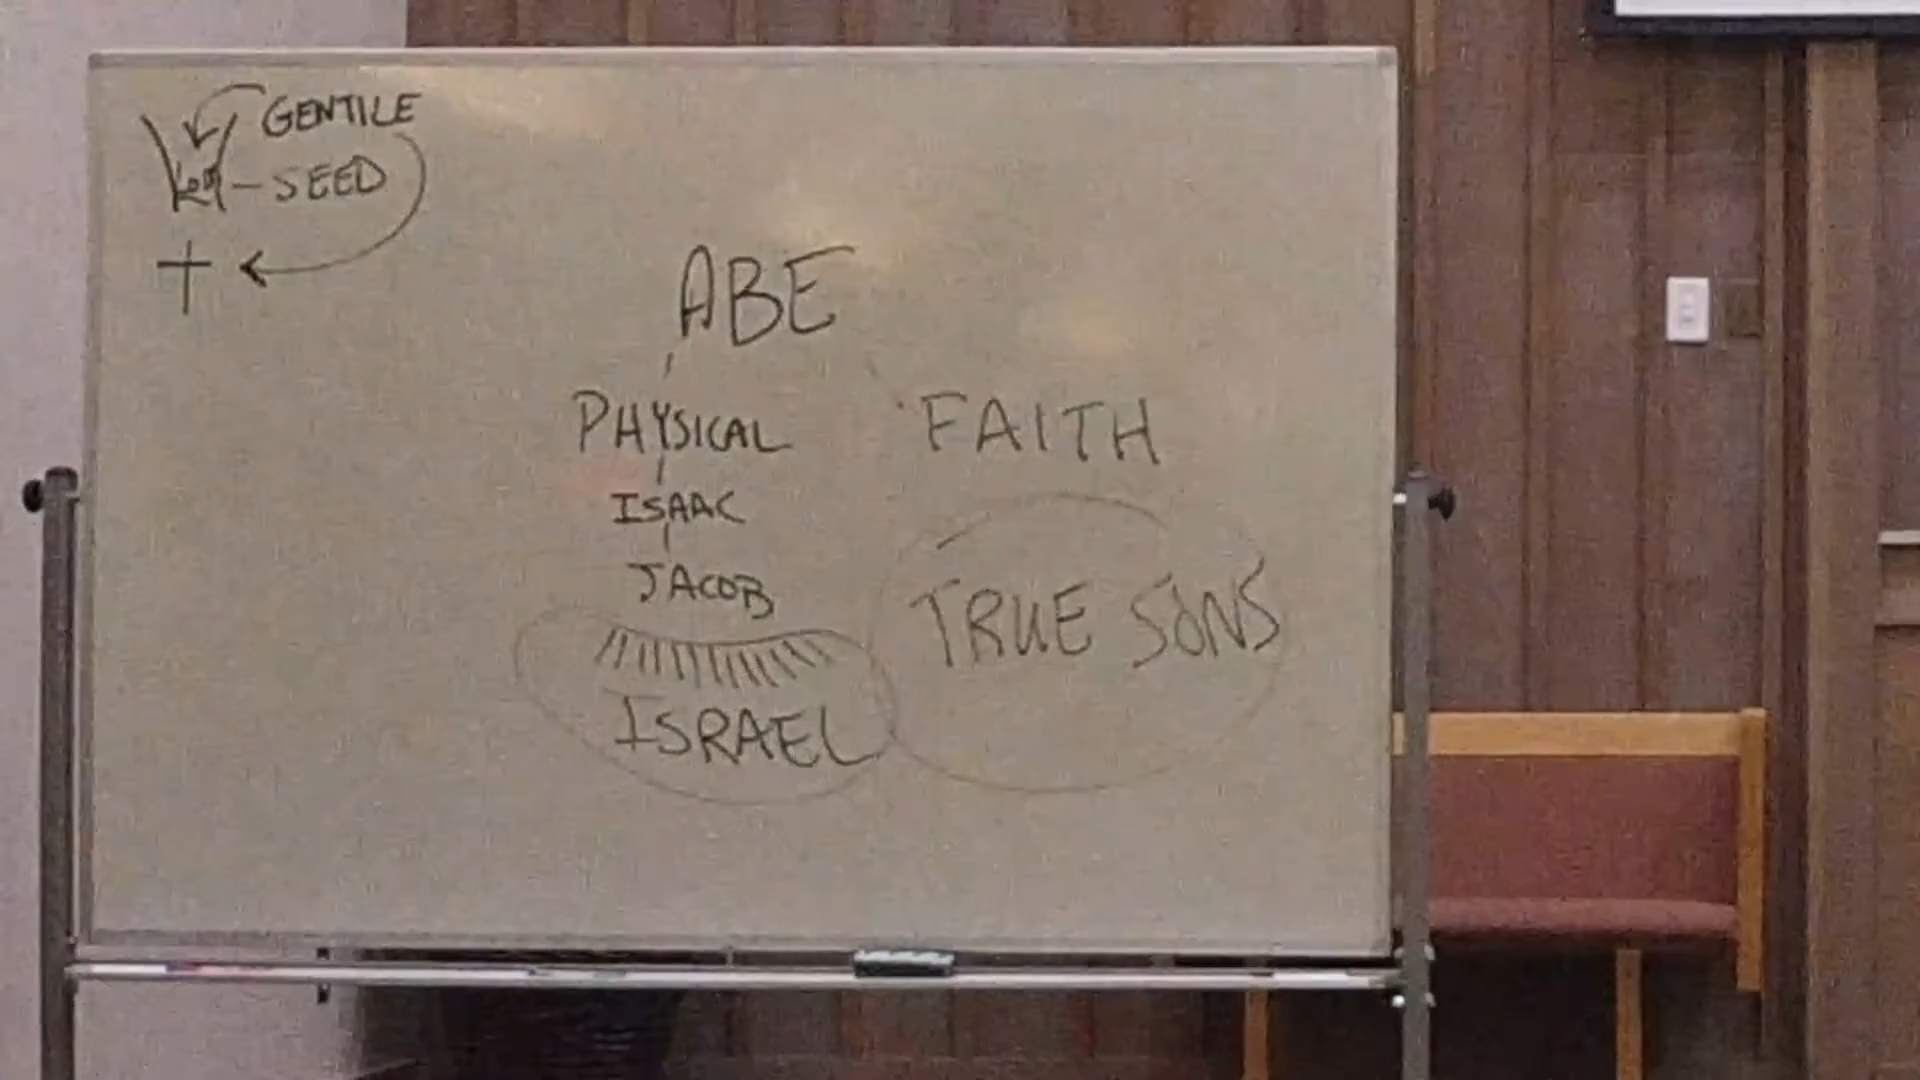 GENTILE
- SEED
ABE
PHYSICAL FAITH
ISAAC
JACOB
TRUE SONS
ISRAEL